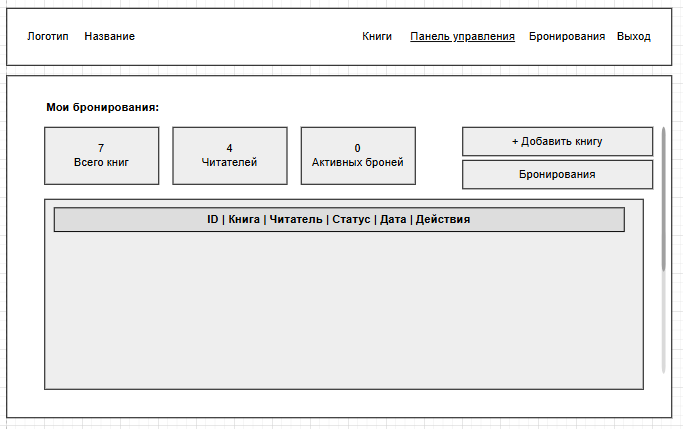 Логотип Название Книги Панель управления Бронирования Выход
Мои бронирования:
7
Всего книг
4
Читателей
0
Активных броней
+ Добавить книгу
Бронирования
ID | Книга | Читатель | Статус | Дата | Действия